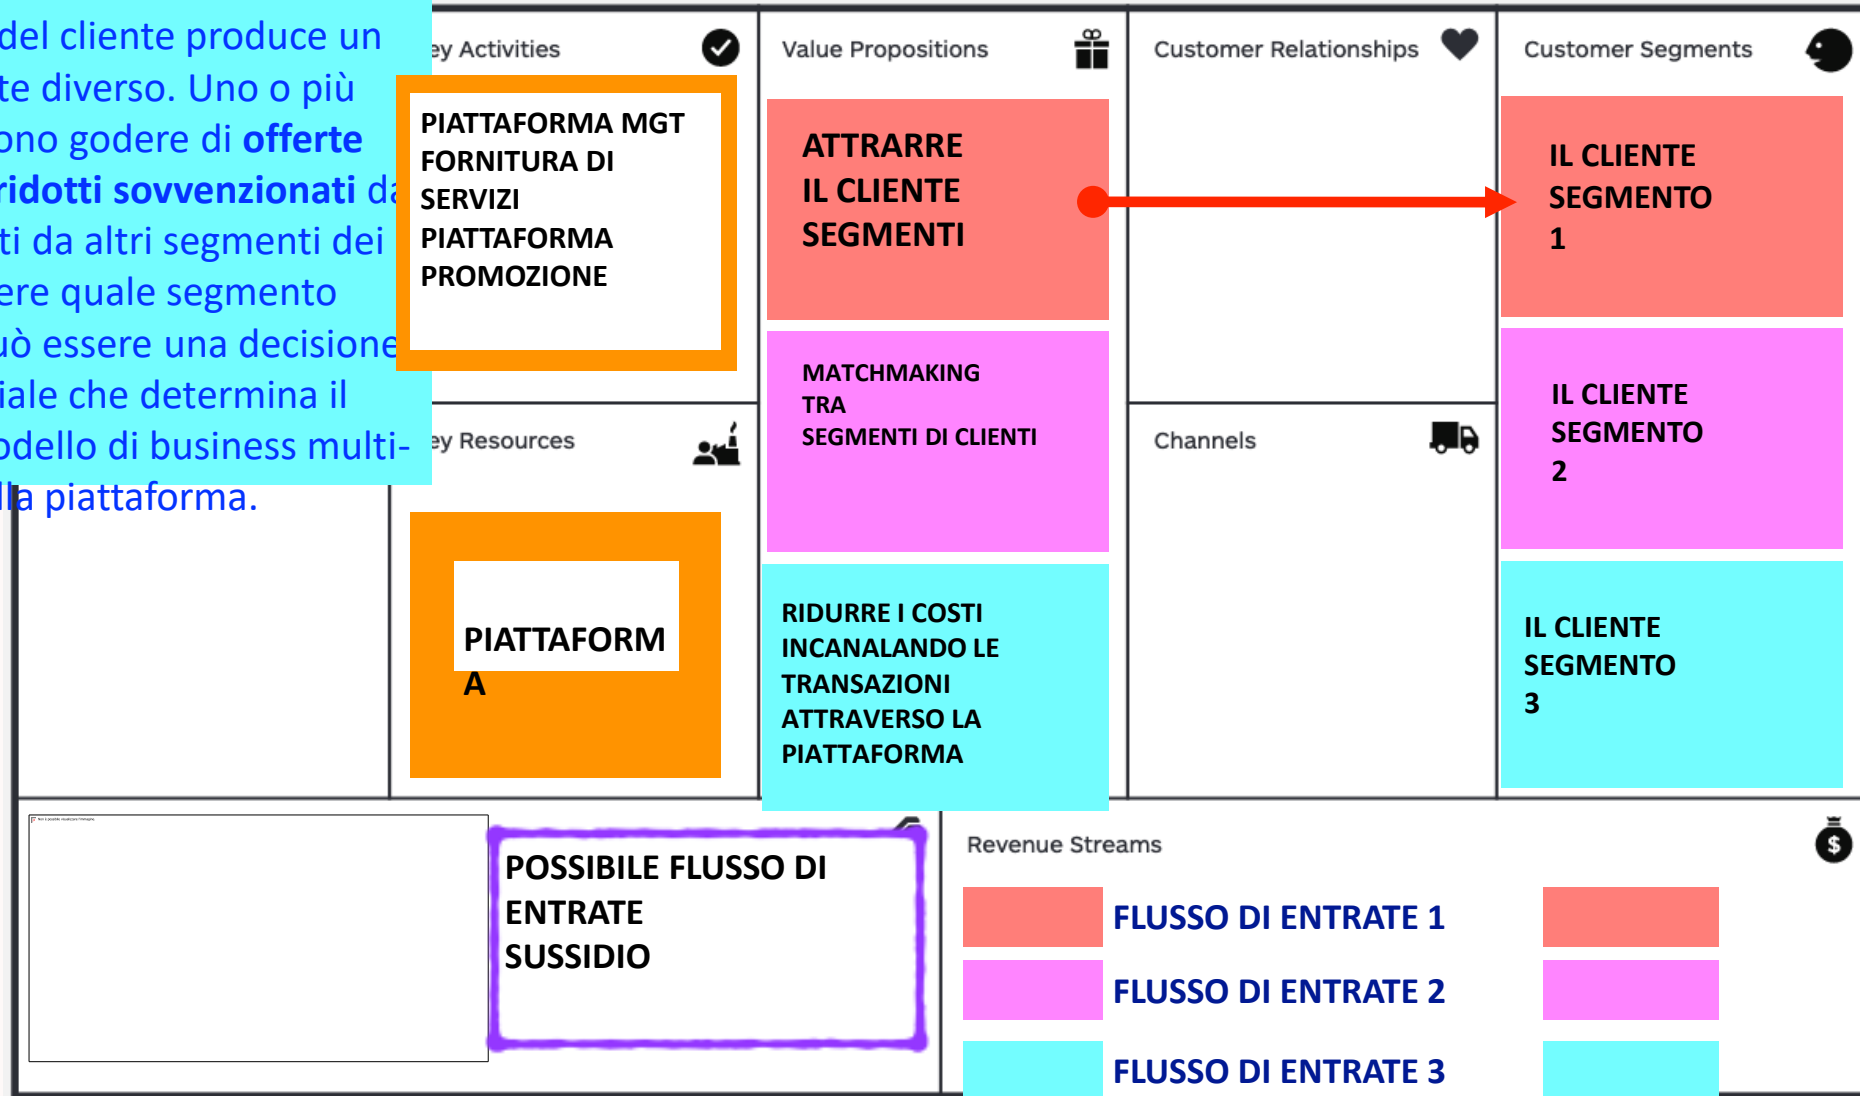 del cliente produce un
te diverso. Uno o più
ono godere di offerte
ridotti sovvenzionati da
ti da altri segmenti dei
ere quale segmento
uò essere una decisione
iale che determina il
odello di business multi-
lla piattaforma.
ey Activities
PIATTAFORMA MGT
FORNITURA DI
SERVIZI
PIATTAFORMA
PROMOZIONE
ey Resources
PIATTAFORM
A
Value Propositions
ATTRARRE
IL CLIENTE
SEGMENTI
MATCHMAKING
TRA
SEGMENTI DI CLIENTI
RIDURRE I COSTI
INCANALANDO LE
TRANSAZIONI
ATTRAVERSO LA
PIATTAFORMA
Customer Relationships
Channels
Customer Segments
IL CLIENTE
SEGMENTO
1
IL CLIENTE
SEGMENTO
2
IL CLIENTE
SEGMENTO
3
Non è possibile visualizzare l'immagine.
POSSIBILE FLUSSO DI
ENTRATE
SUSSIDIO
Revenue Streams
$
FLUSSO DI ENTRATE 1
FLUSSO DI ENTRATE 2
FLUSSO DI ENTRATE 3